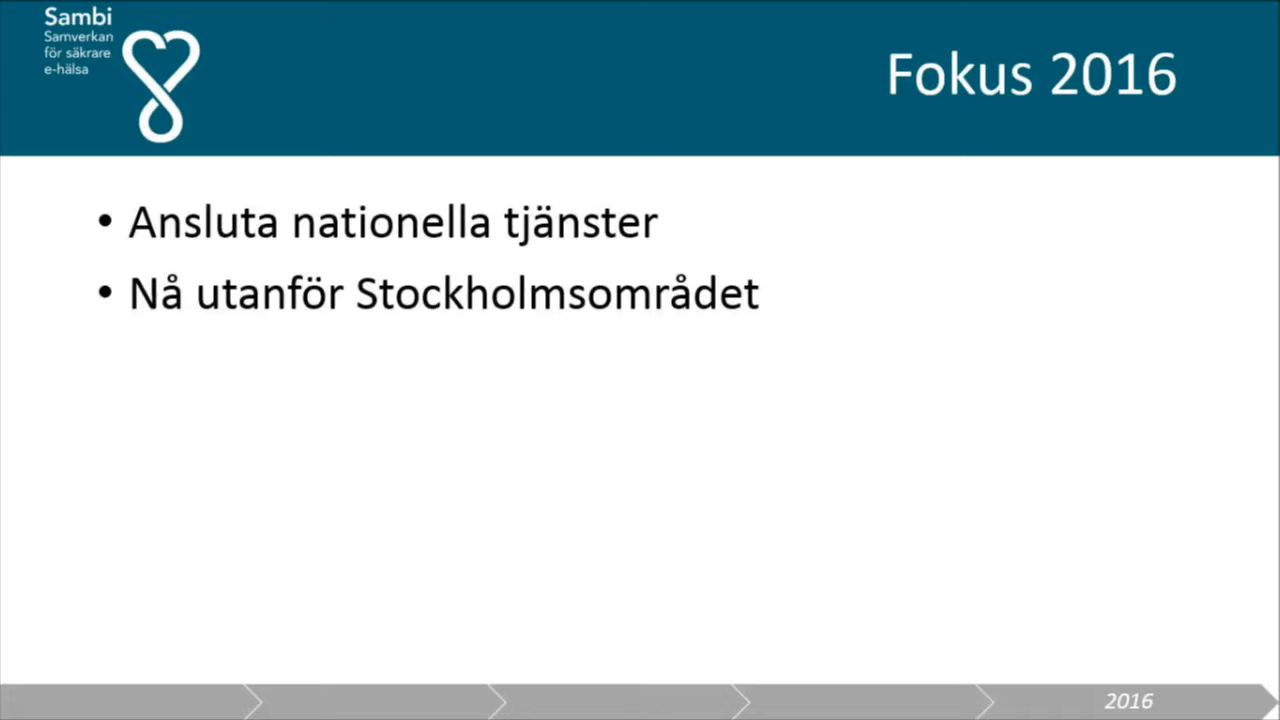 Sambi
Samverkan
för säkrare
e-hälsa
Fokus 2016
• Ansluta nationella tjänster
• Nå utanför Stockholmsområdet
2016